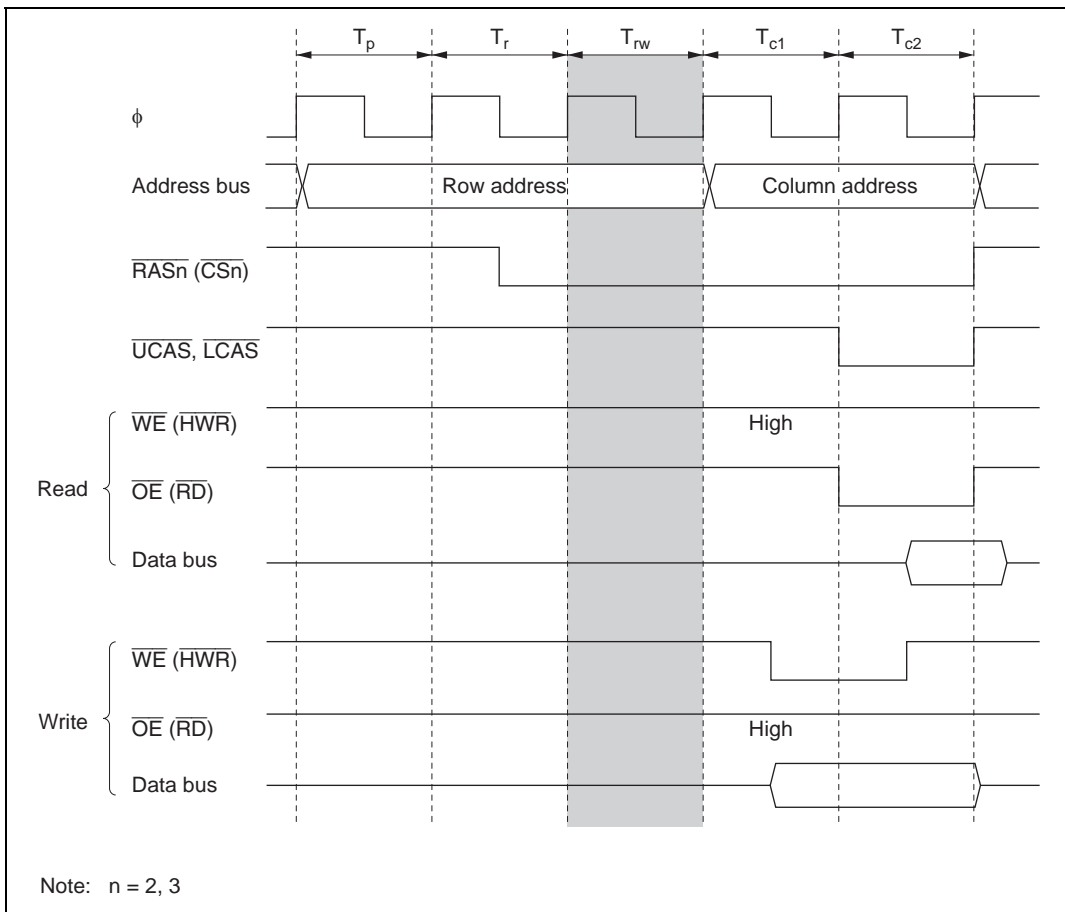 Tp Tr Trw Tc1 Tc2
ϕ
Address bus Row address Column address
RASn (CSn)
UCAS, LCAS
Read
WE (HWR) High
OE (RD)
Data bus
Write
WE (HWR)
OE (RD) High
Data bus
Note: n = 2, 3